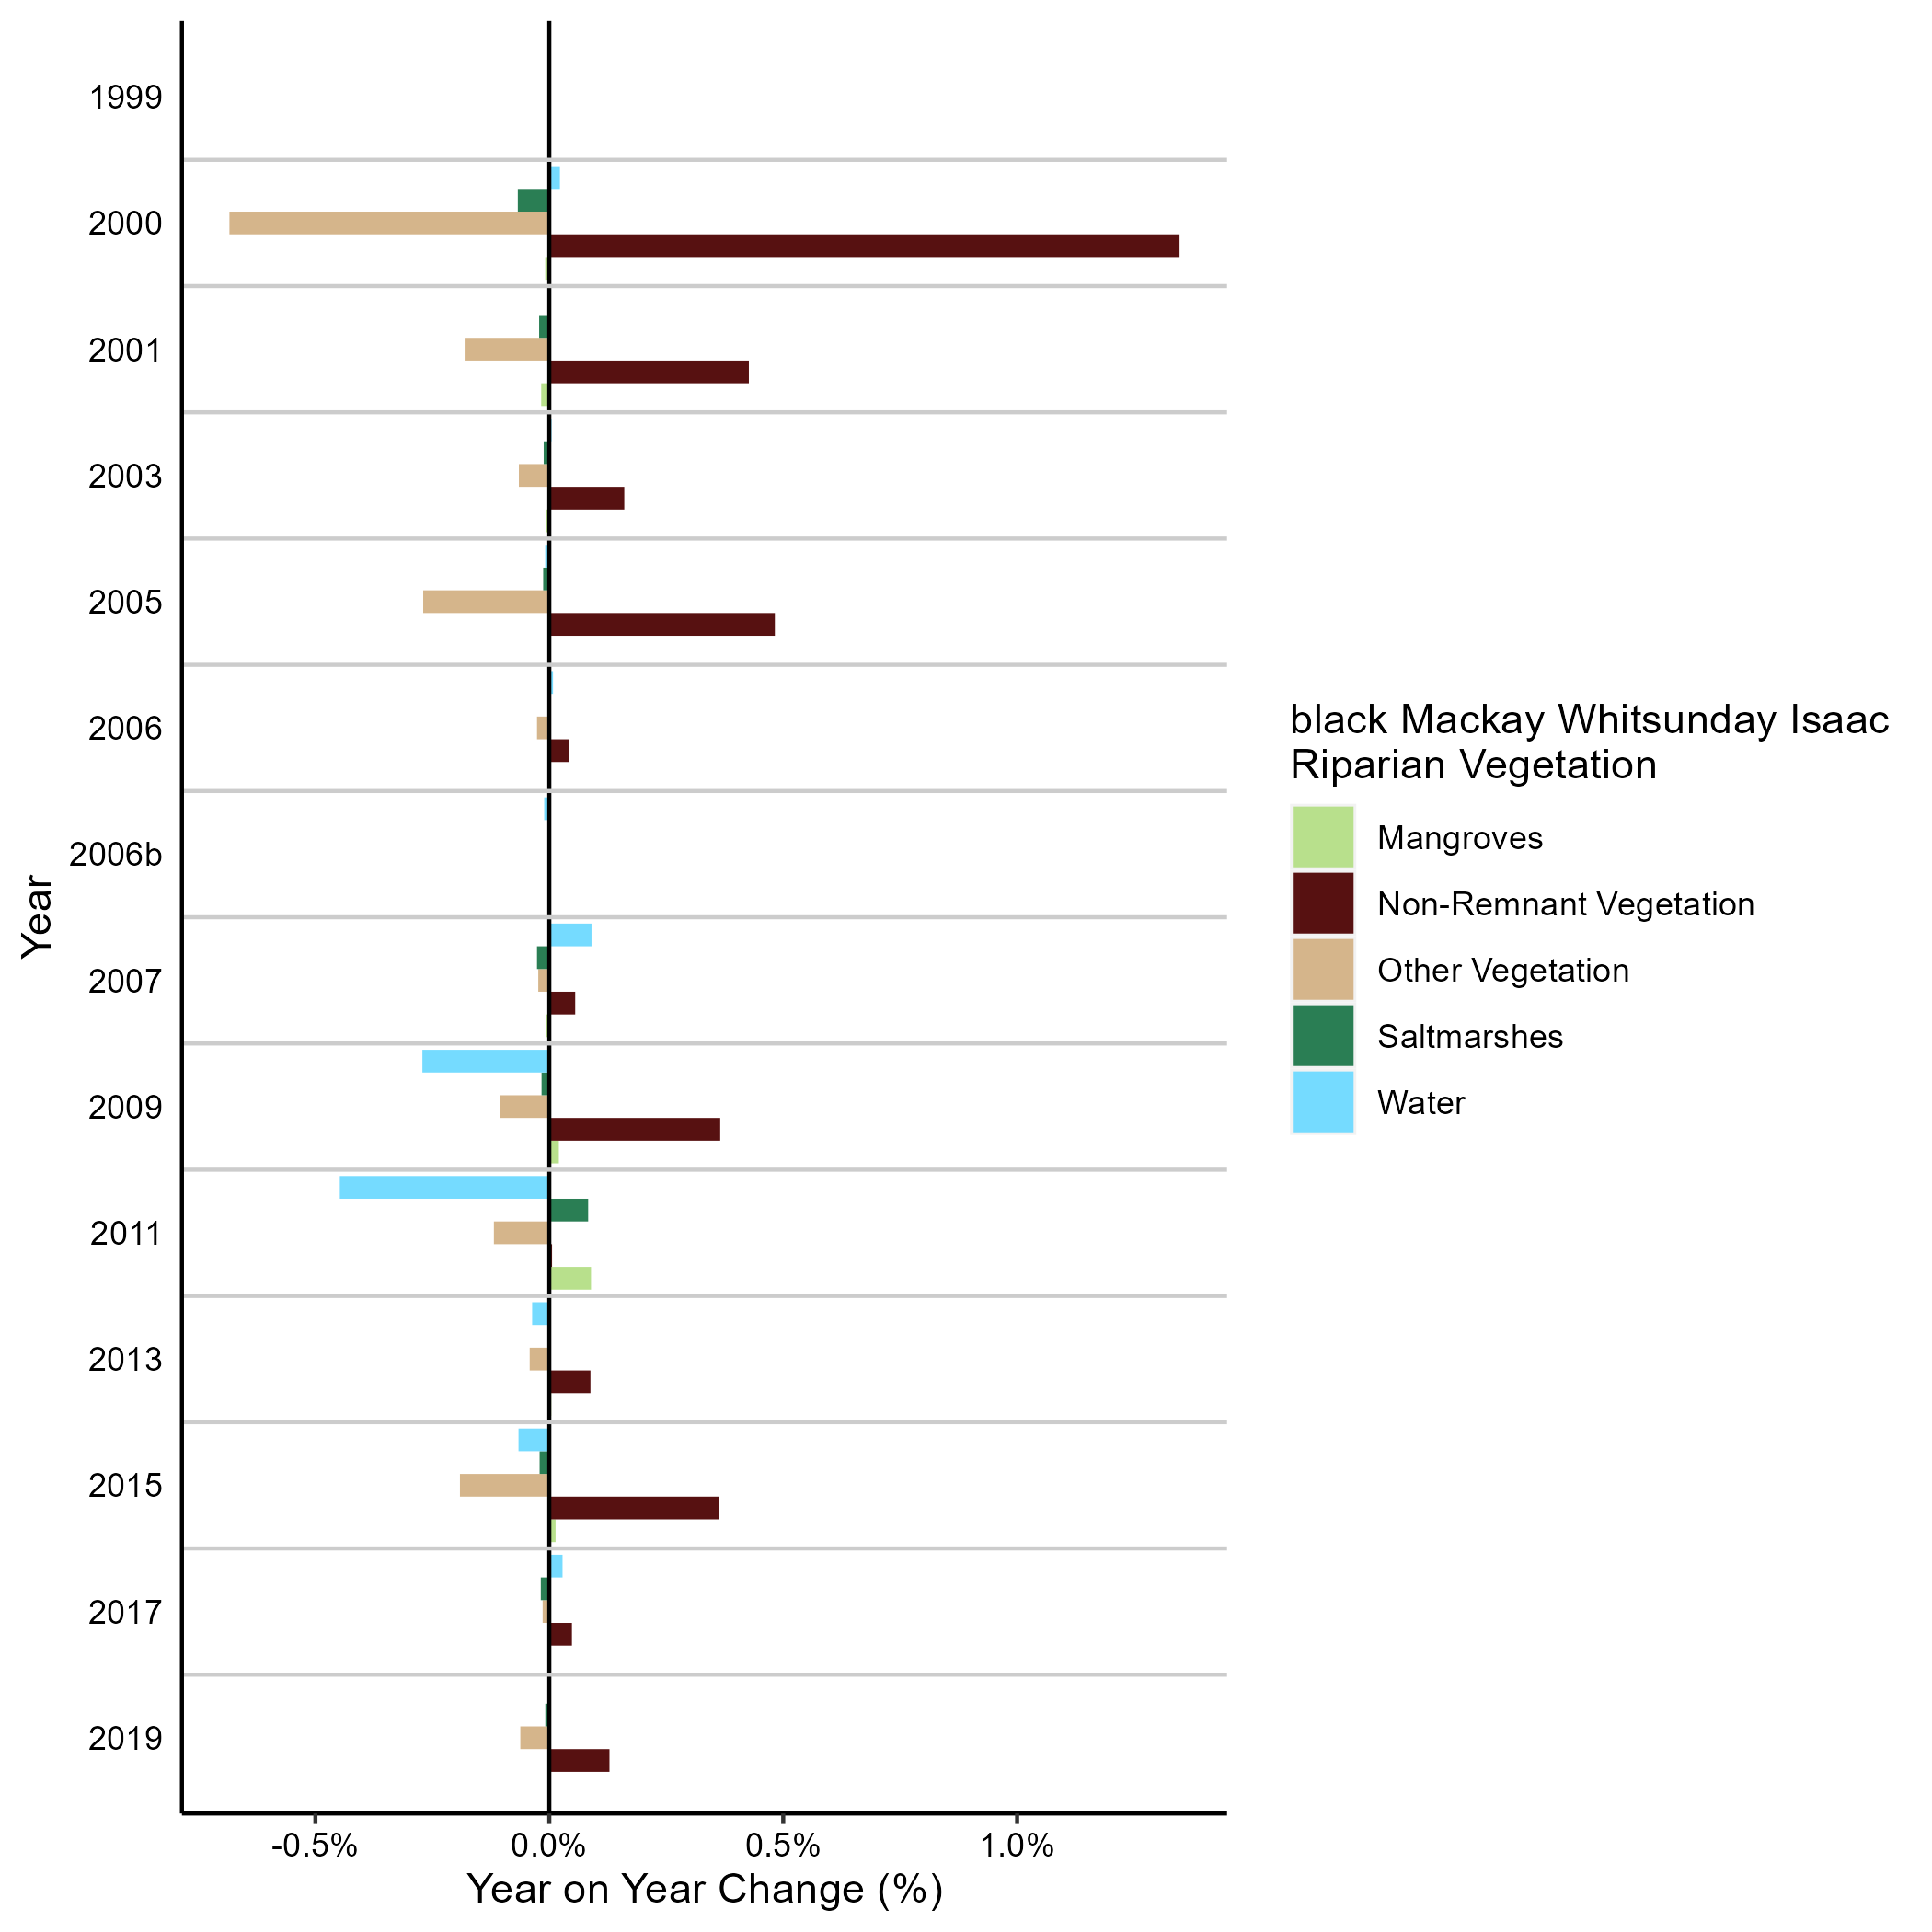 1999
2000
2001
2003
2005
2006
2006b
2007
2009
2011
2013
2015
2017
2019
Year
-0.5%
0.0%
0.5%
1.0%
Year on Year Change (%)
black Mackay Whitsunday Isaac
Riparian Vegetation
Mangroves
Non-Remnant Vegetation
Other Vegetation
Saltmarshes
Water